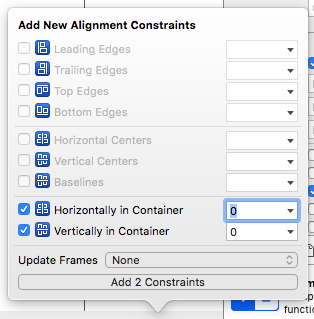 Add New Alignment Constraints
Leading Edges
Trailing Edges
Top Edges
Bottom Edges
Horizontal Centers
Vertical Centers
Baselines
Horizontally in Container 0
Vertically in Container 0
Update Frames None
Add 2 Constraints
functio